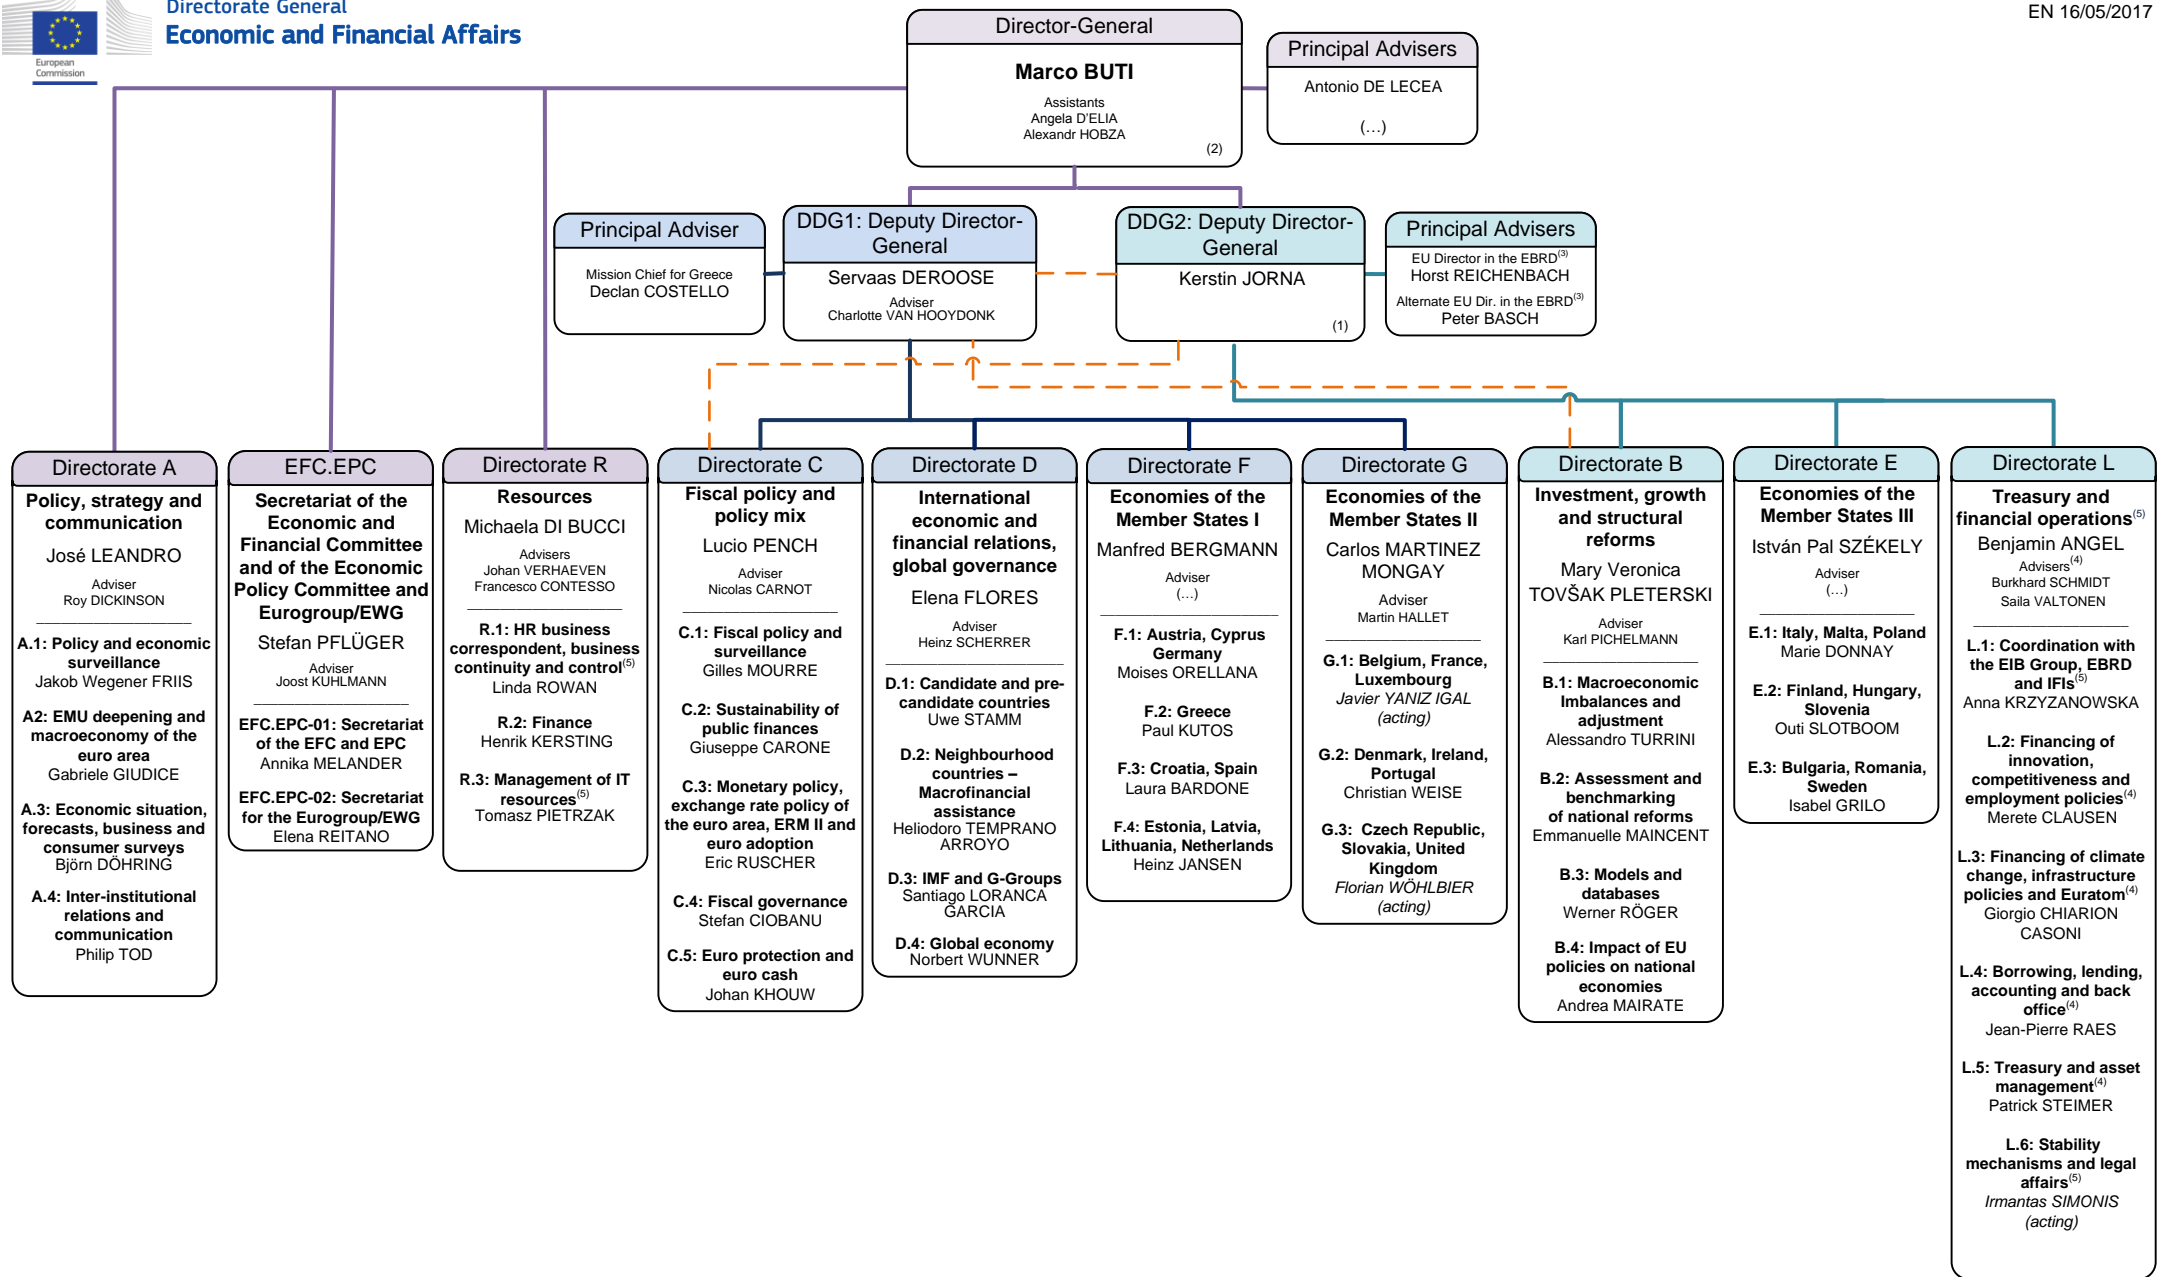 Directorate General
Economic and Financial Affairs
European
Commission
EN 16/05/2017
Director-General
Marco BUTI
Assistants
Angela D'ELIA
Alexandr HOBZA
(2)
Principal Advisers
Antonio DE LECEA
(…)
Principal Adviser
Mission Chief for Greece
Declan COSTELLO
DDG1: Deputy Director-
General
Servaas DEROOSE
Adviser
Charlotte VAN HOOYDONK
DDG2: Deputy Director-
General
Kerstin JORNA
(1)
Principal Advisers
EU Director in the EBRD(3)
Horst REICHENBACH
Alternate EU Dir. in the EBRD(3)
Peter BASCH
Directorate A
Policy, strategy and
communication
José LEANDRO
Adviser
Roy DICKINSON
A.1: Policy and economic
surveillance
Jakob Wegener FRIIS
A2: EMU deepening and
macroeconomy of the
euro area
Gabriele GIUDICE
A.3: Economic situation,
forecasts, business and
consumer surveys
Björn DÖHRING
A.4: Inter-institutional
relations and
communication
Philip TOD
EFC.EPC
Secretariat of the
Economic and
Financial Committee
and of the Economic
Policy Committee and
Eurogroup/EWG
Stefan PFLÜGER
Adviser
Joost KUHLMANN
EFC.EPC-01: Secretariat
of the EFC and EPC
Annika MELANDER
EFC.EPC-02: Secretariat
for the Eurogroup/EWG
Elena REITANO
Directorate R
Resources
Michaela DI BUCCI
Advisers
Johan VERHAEVEN
Francesco CONTESSO
R.1: HR business
correspondent, business
continuity and control(5)
Linda ROWAN
R.2: Finance
Henrik KERSTING
R.3: Management of IT
resources(5)
Tomasz PIETRZAK
Directorate C
Fiscal policy and
policy mix
Lucio PENCH
Adviser
Nicolas CARNOT
C.1: Fiscal policy and
surveillance
Gilles MOURRE
C.2: Sustainability of
public finances
Giuseppe CARONE
C.3: Monetary policy,
exchange rate policy of
the euro area, ERM II and
euro adoption
Eric RUSCHER
C.4: Fiscal governance
Stefan CIOBANU
C.5: Euro protection and
euro cash
Johan KHOUW
Directorate D
International
economic and
financial relations,
global governance
Elena FLORES
Adviser
Heinz SCHERRER
D.1: Candidate and pre-
candidate countries
Uwe STAMM
D.2: Neighbourhood
countries –
Macrofinancial
assistance
Heliodoro TEMPRANO
ARROYO
D.3: IMF and G-Groups
Santiago LORANCA
GARCIA
D.4: Global economy
Norbert WUNNER
Directorate F
Economies of the
Member States I
Manfred BERGMANN
Adviser
(…)
F.1: Austria, Cyprus
Germany
Moises ORELLANA
F.2: Greece
Paul KUTOS
F.3: Croatia, Spain
Laura BARDONE
F.4: Estonia, Latvia,
Lithuania, Netherlands
Heinz JANSEN
Directorate G
Economies of the
Member States II
Carlos MARTINEZ
MONGAY
Adviser
Martin HALLET
G.1: Belgium, France,
Luxembourg
Javier YANIZ IGAL
(acting)
G.2: Denmark, Ireland,
Portugal
Christian WEISE
G.3: Czech Republic,
Slovakia, United
Kingdom
Florian WÖHLBIER
(acting)
Directorate B
Investment, growth
and structural
reforms
Mary Veronica
TOVŠAK PLETERSKI
Adviser
Karl PICHELMANN
B.1: Macroeconomic
Imbalances and
adjustment
Alessandro TURRINI
B.2: Assessment and
benchmarking
of national reforms
Emmanuelle MAINCENT
B.3: Models and
databases
Werner RÖGER
B.4: Impact of EU
policies on national
economies
Andrea MAIRATE
Directorate E
Economies of the
Member States III
István Pal SZÉKELY
Adviser
(…)
E.1: Italy, Malta, Poland
Marie DONNAY
E.2: Finland, Hungary,
Slovenia
Outi SLOTBOOM
E.3: Bulgaria, Romania,
Sweden
Isabel GRILO
Directorate L
Treasury and
financial operations(5)
Benjamin ANGEL
Advisers(4)
Burkhard SCHMIDT
Saila VALTONEN
L.1: Coordination with
the EIB Group, EBRD
and IFIs(5)
Anna KRZYZANOWSKA
L.2: Financing of
innovation,
competitiveness and
employment policies(4)
Merete CLAUSEN
L.3: Financing of climate
change, infrastructure
policies and Euratom(4)
Giorgio CHIARION
CASONI
L.4: Borrowing, lending,
accounting and back
office(4)
Jean-Pierre RAES
L.5: Treasury and asset
management(4)
Patrick STEIMER
L.6: Stability
mechanisms and legal
affairs(5)
Irmantas SIMONIS
(acting)